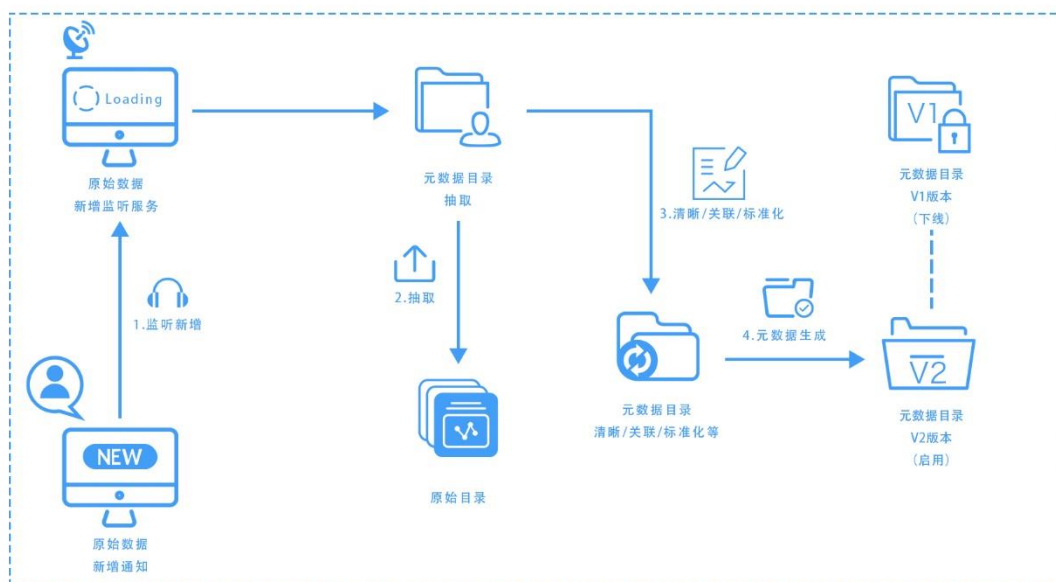 Loading
原始数据
新增监听服务
元数据目录
抽取
V1
元数据目录
V1版本
（下线）
3.清晰/关联/标准化
1.监听新增
2.抽取
4.元数据生成
V2
元数据目录
清晰/关联/标准化等
元数据目录
V2版本
（启用）
NEW
原始目录
原始数据
新增通知